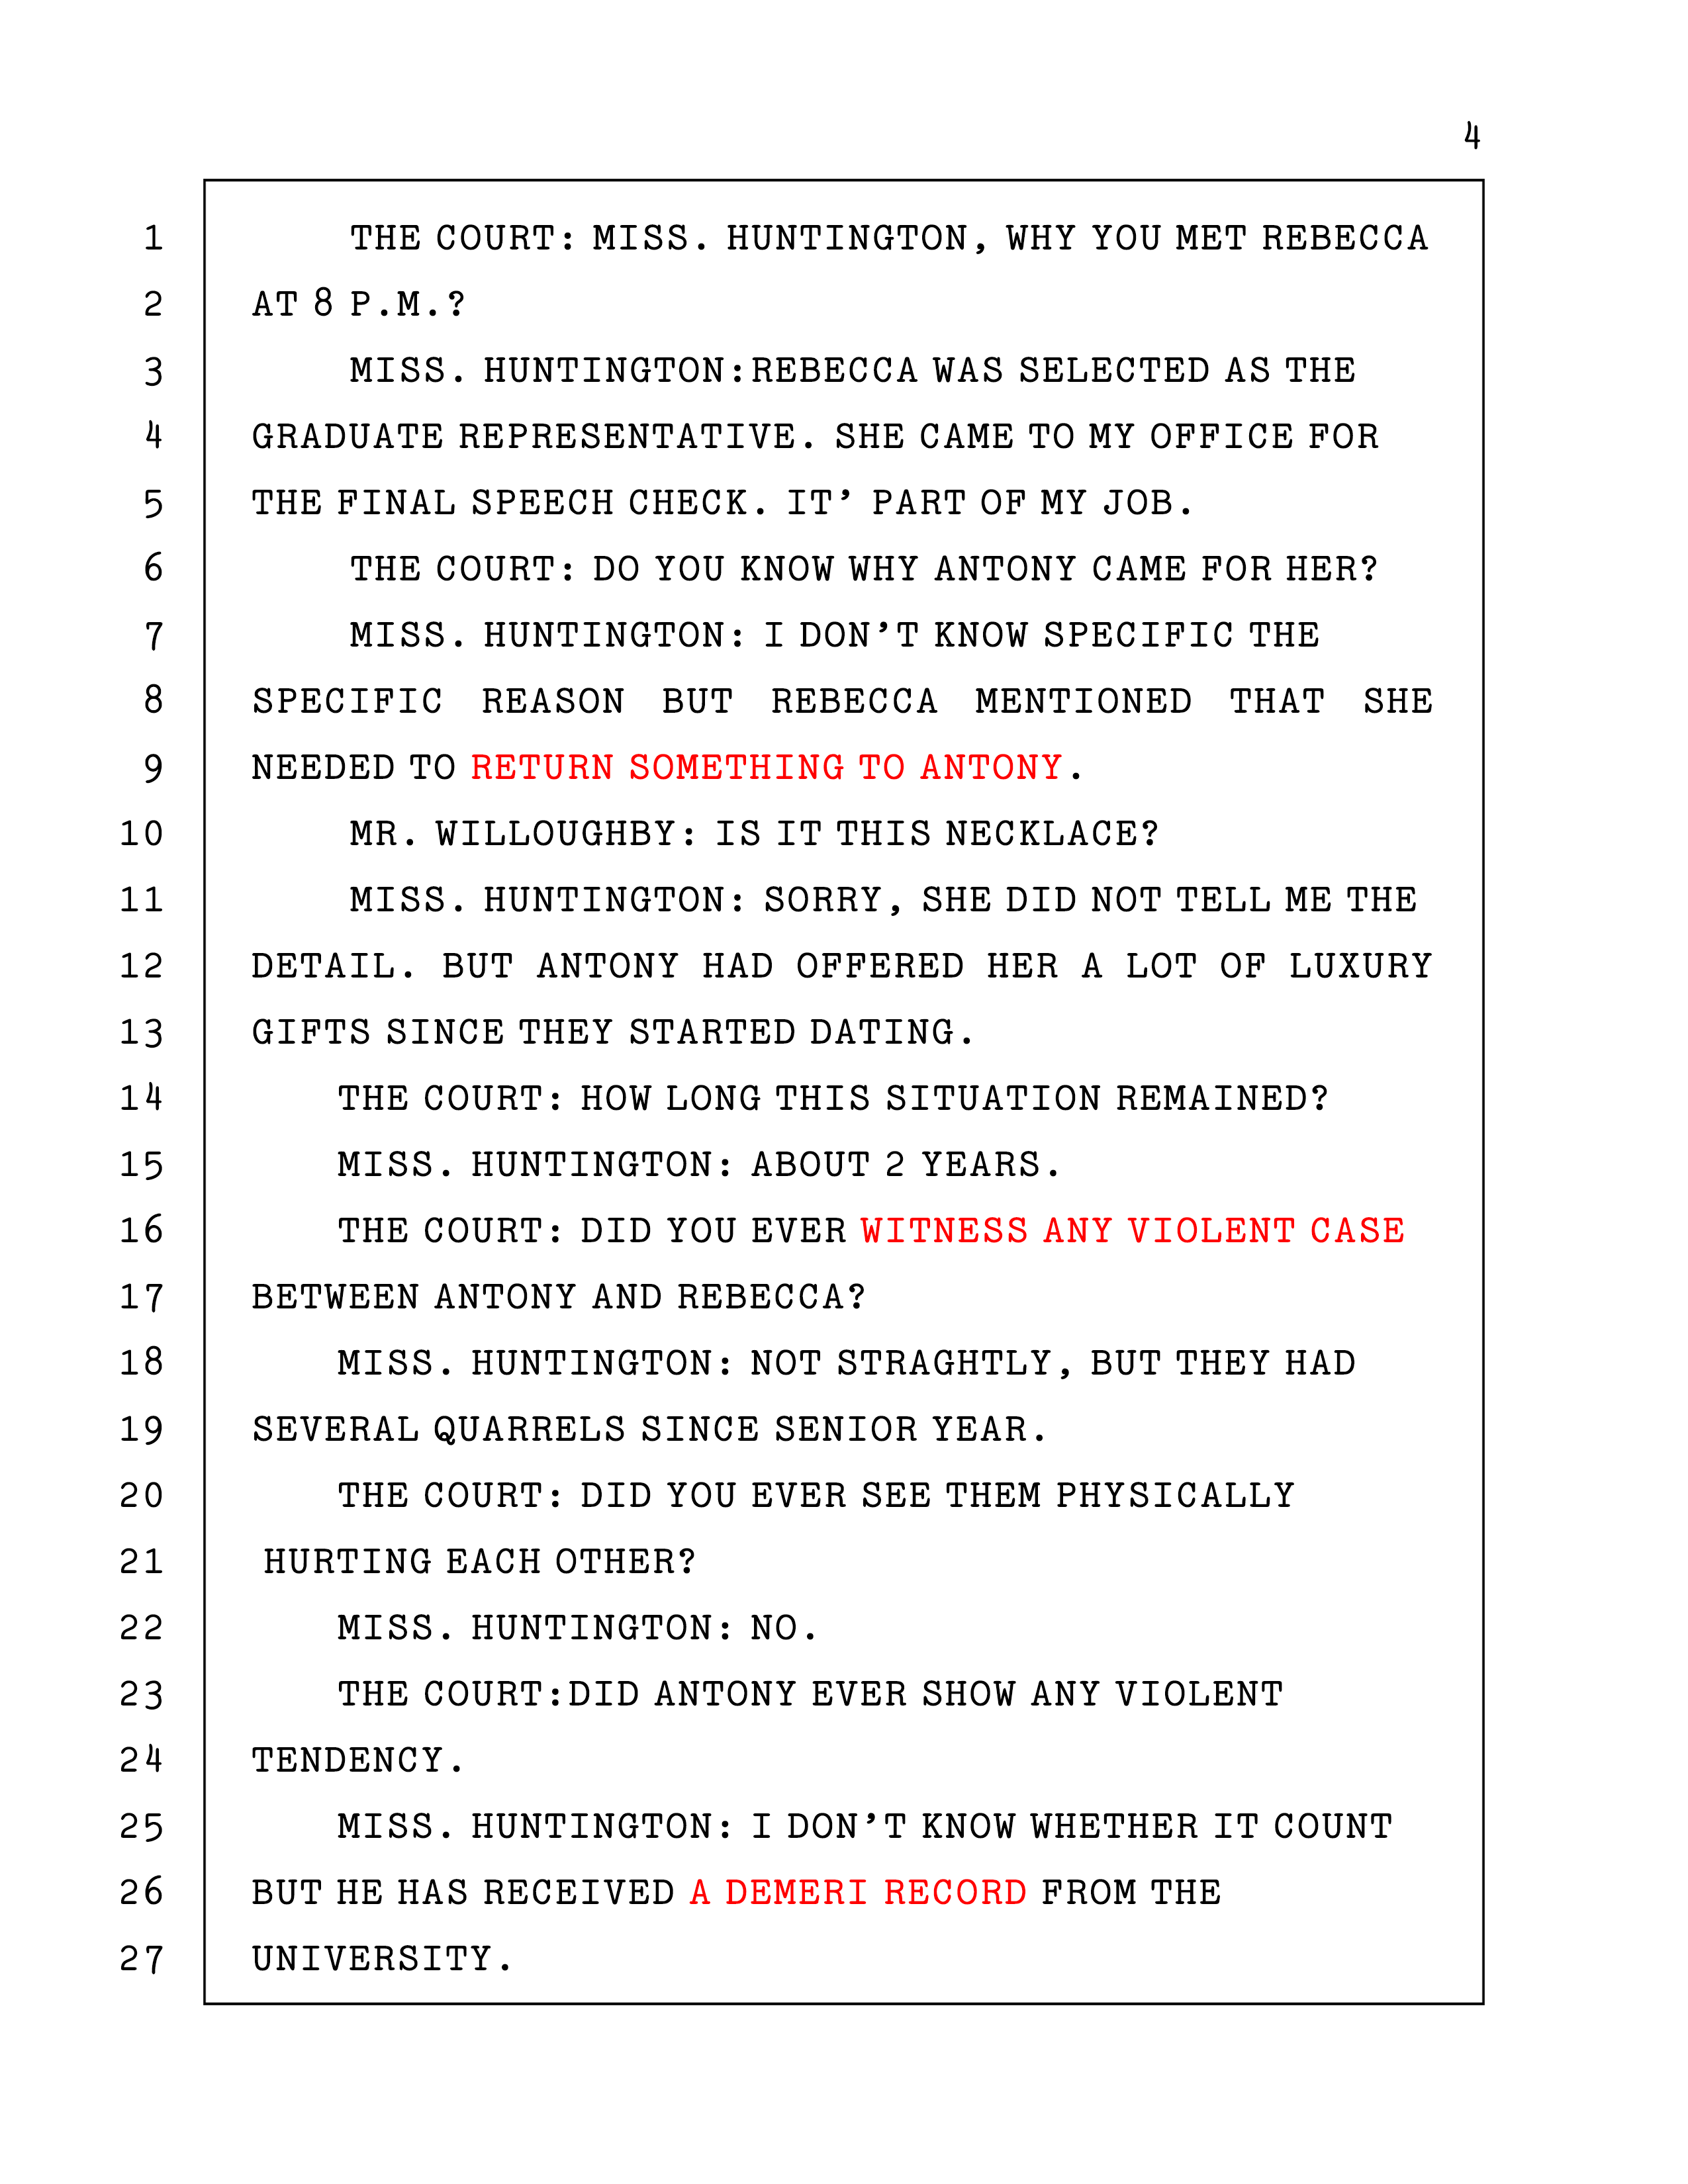 4
1 THE COURT: MISS. HUNTINGTON, WHY YOU MET REBECCA
2 AT 8 P.M.?
3 MISS. HUNTINGTON:REBECCA WAS SELECTED AS THE
4 GRADUATE REPRESENTATIVE. SHE CAME TO MY OFFICE FOR
5 THE FINAL SPEECH CHECK. IT’ PART OF MY JOB.
6 THE COURT: DO YOU KNOW WHY ANTONY CAME FOR HER?
7 MISS. HUNTINGTON: I DON’T KNOW SPECIFIC THE
8 SPECIFIC REASON BUT REBECCA MENTIONED THAT SHE
9 NEEDED TO RETURN SOMETHING TO ANTONY.
10 MR. WILLOUGHBY: IS IT THIS NECKLACE?
11 MISS. HUNTINGTON: SORRY, SHE DID NOT TELL ME THE
12 DETAIL. BUT ANTONY HAD OFFERED HER A LOT OF LUXURY
13 GIFTS SINCE THEY STARTED DATING.
14 THE COURT: HOW LONG THIS SITUATION REMAINED?
15 MISS. HUNTINGTON: ABOUT 2 YEARS.
16 THE COURT: DID YOU EVER WITNESS ANY VIOLENT CASE
17 BETWEEN ANTONY AND REBECCA?
18 MISS. HUNTINGTON: NOT STRAGHTLY, BUT THEY HAD
19 SEVERAL QUARRELS SINCE SENIOR YEAR.
20 THE COURT: DID YOU EVER SEE THEM PHYSICALLY
21 HURTING EACH OTHER?
22 MISS. HUNTINGTON: NO.
23 THE COURT:DID ANTONY EVER SHOW ANY VIOLENT
24 TENDENCY.
25 MISS. HUNTINGTON: I DON’T KNOW WHETHER IT COUNT
26 BUT HE HAS RECEIVED A DEMERI RECORD FROM THE
27 UNIVERSITY.